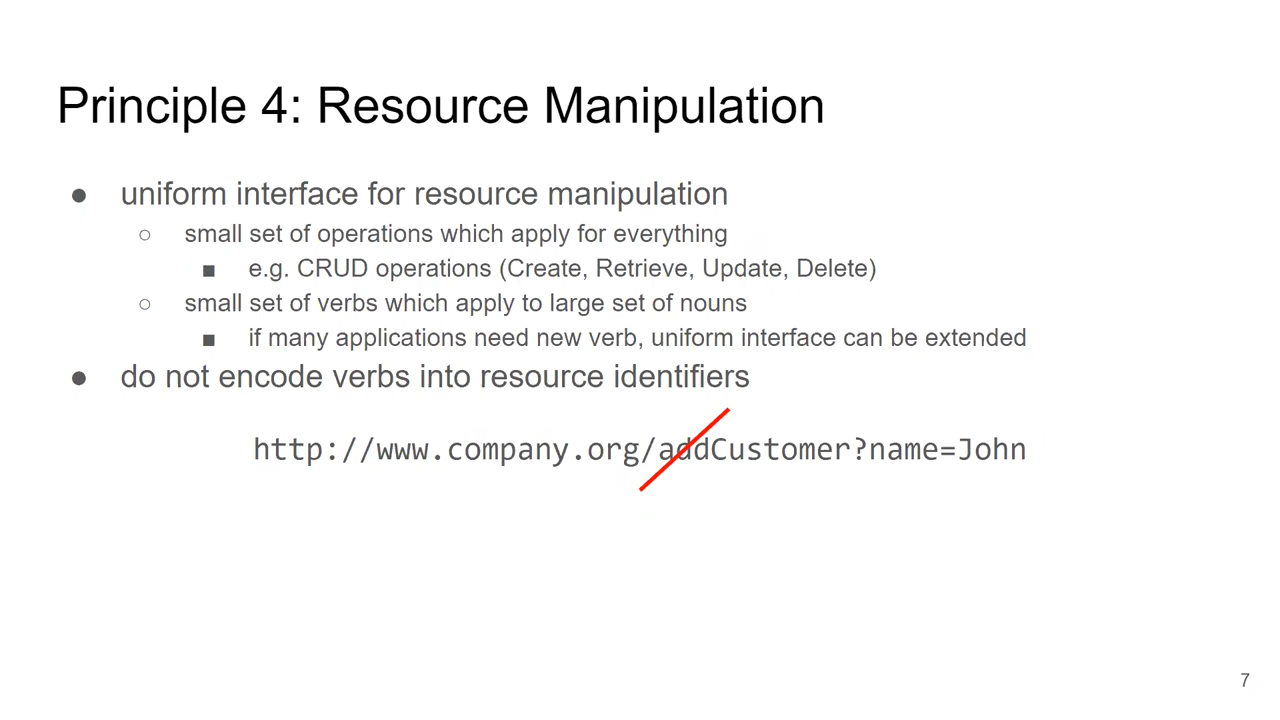 Principle 4: Resource Manipulation
● uniform interface for resource manipulation
○ small set of operations which apply for everything
■ e.g. CRUD operations (Create, Retrieve, Update, Delete)
○ small set of verbs which apply to large set of nouns
■ if many applications need new verb, uniform interface can be extended
● do not encode verbs into resource identifiers
http://www.company.org/addCustomer?name=John
7